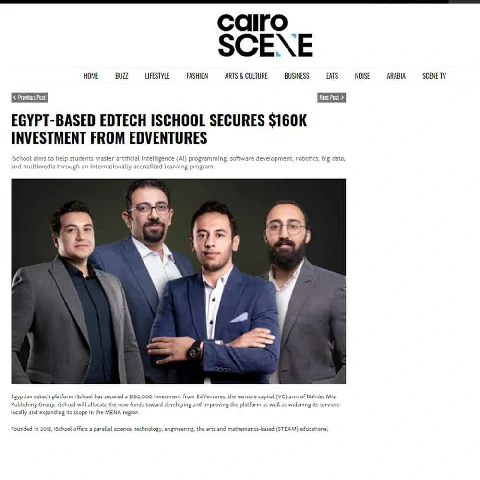 cairo
SCENE
HOME BUZZ LIFESTYLE FASHION ARTS & CULTURE BUSINESS EATS NOISE ARABIA SCENE TV
< Previous Post Next Post >
EGYPT-BASED EDTECH ISCHOOL SECURES $160K
INVESTMENT FROM EDVENTURES
iSchool aims to help students master artificial intelligence (AI) programming, software development, robotics, big data,
and multimedia through an internationally accredited learning program.
Egyptian edtech platform iSchool has secured a $160,000 investment from EdVentures, the venture capital (VC) arm of Nahdet Misr
Publishing Group. iSchool will allocate the new funds toward developing and improving the platform as well as widening its services
locally and expanding its scope in the MENA region.
Founded in 2018, iSchool offers a parallel science, technology, engineering, the arts and mathematics-based (STEAM) educational